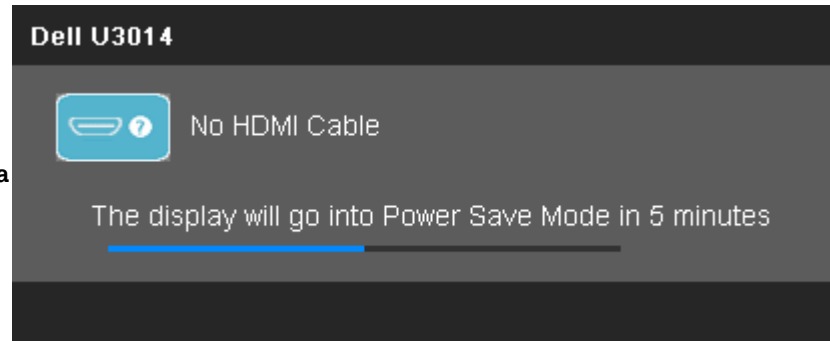 Dell U3014
? No HDMI Cable
a
The display will go into Power Save Mode in 5 minutes